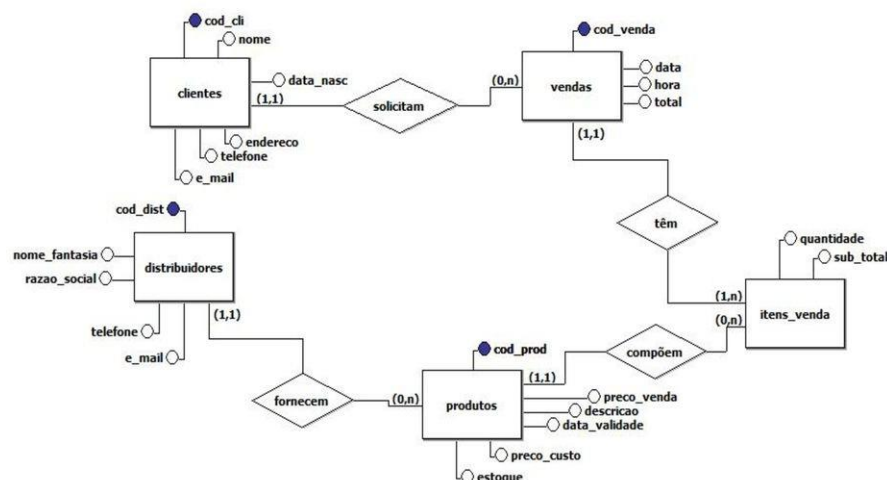 cod_cli
nome
clientes
data_nasc
(1,1)
endereco
telefone
e_mail
solicitam
(0,n)
cod_venda
vendas
data
hora
total
(1,1)
têm
(1,n)
quantidade
sub_total
itens_venda
(0,n)
compõem
(1,1)
cod_dist
nome_fantasia
razao_social
distribuidores
telefone
e_mail
(1,1)
fornecem
(0,n)
cod_prod
produtos
preco_venda
descricao
data_validade
preco_custo
estoque